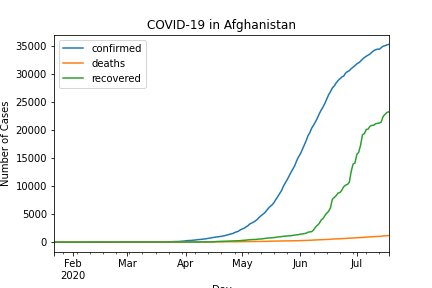 COVID-19 in Afghanistan
confirmed
deaths
recovered
Number of Cases
35000
30000
25000
20000
15000
10000
5000
0
Feb
2020
Mar
Apr
May
Jun
Jul